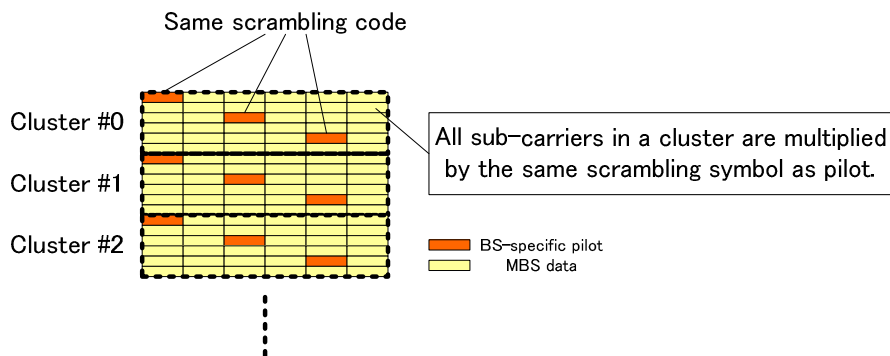 Same scrambling code
Cluster #0
All sub-carriers in a cluster are multiplied
by the same scrambling symbol as pilot.
Cluster #1
Cluster #2
BS-specific pilot
MBS data